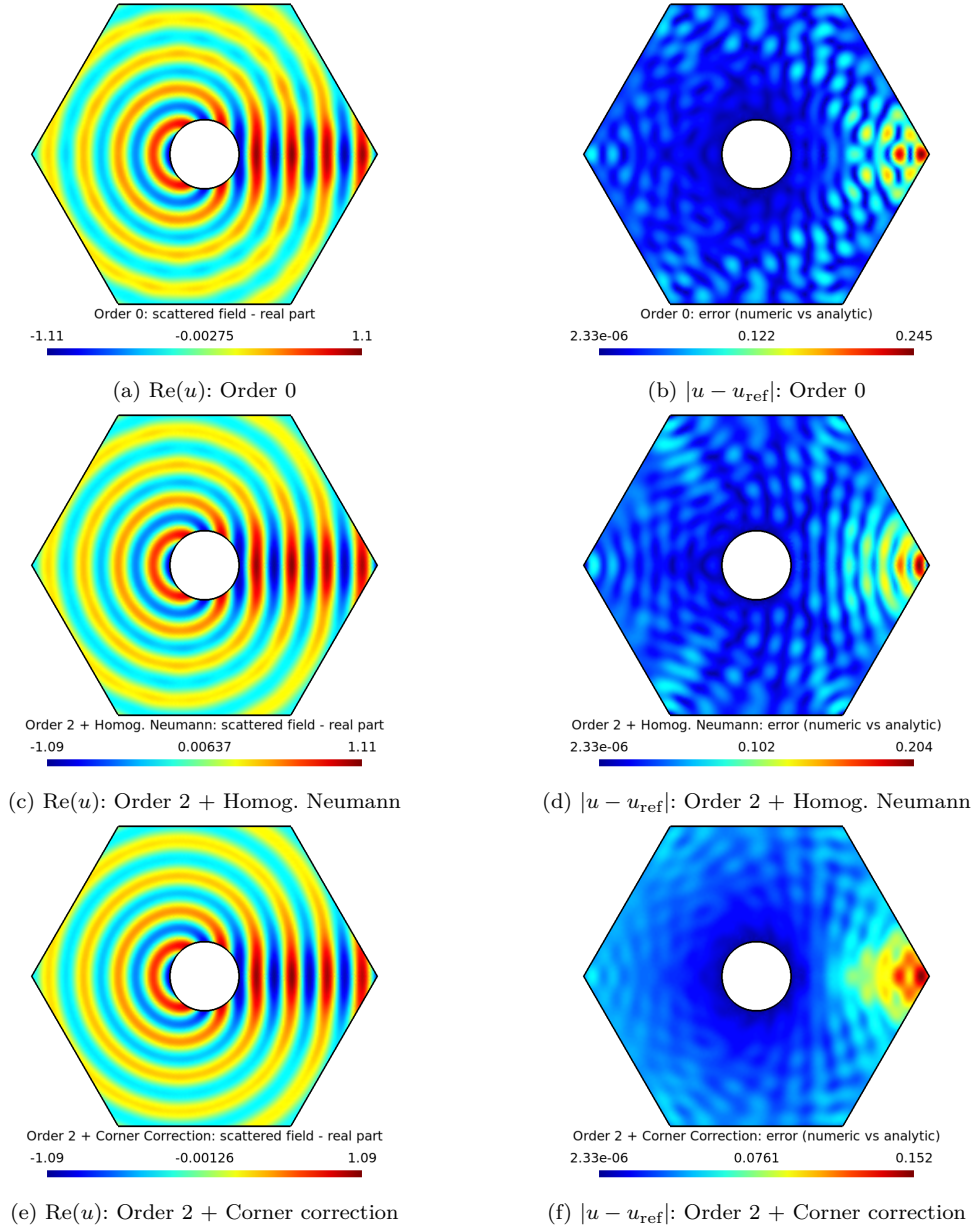 Order 0: scattered field - real part
-1.11 -0.00275 1.1
(a) Re(u): Order 0
Order 0: error (numeric vs analytic)
2.33e-06 0.122 0.245
(b) |u − u_ref|: Order 0
Order 2 + Homog. Neumann: scattered field - real part
-1.09 0.00637 1.11
(c) Re(u): Order 2 + Homog. Neumann
Order 2 + Homog. Neumann: error (numeric vs analytic)
2.33e-06 0.102 0.204
(d) |u − u_ref|: Order 2 + Homog. Neumann
Order 2 + Corner Correction: scattered field - real part
-1.09 -0.00126 1.09
(e) Re(u): Order 2 + Corner correction
Order 2 + Corner Correction: error (numeric vs analytic)
2.33e-06 0.0761 0.152
(f) |u − u_ref|: Order 2 + Corner correction